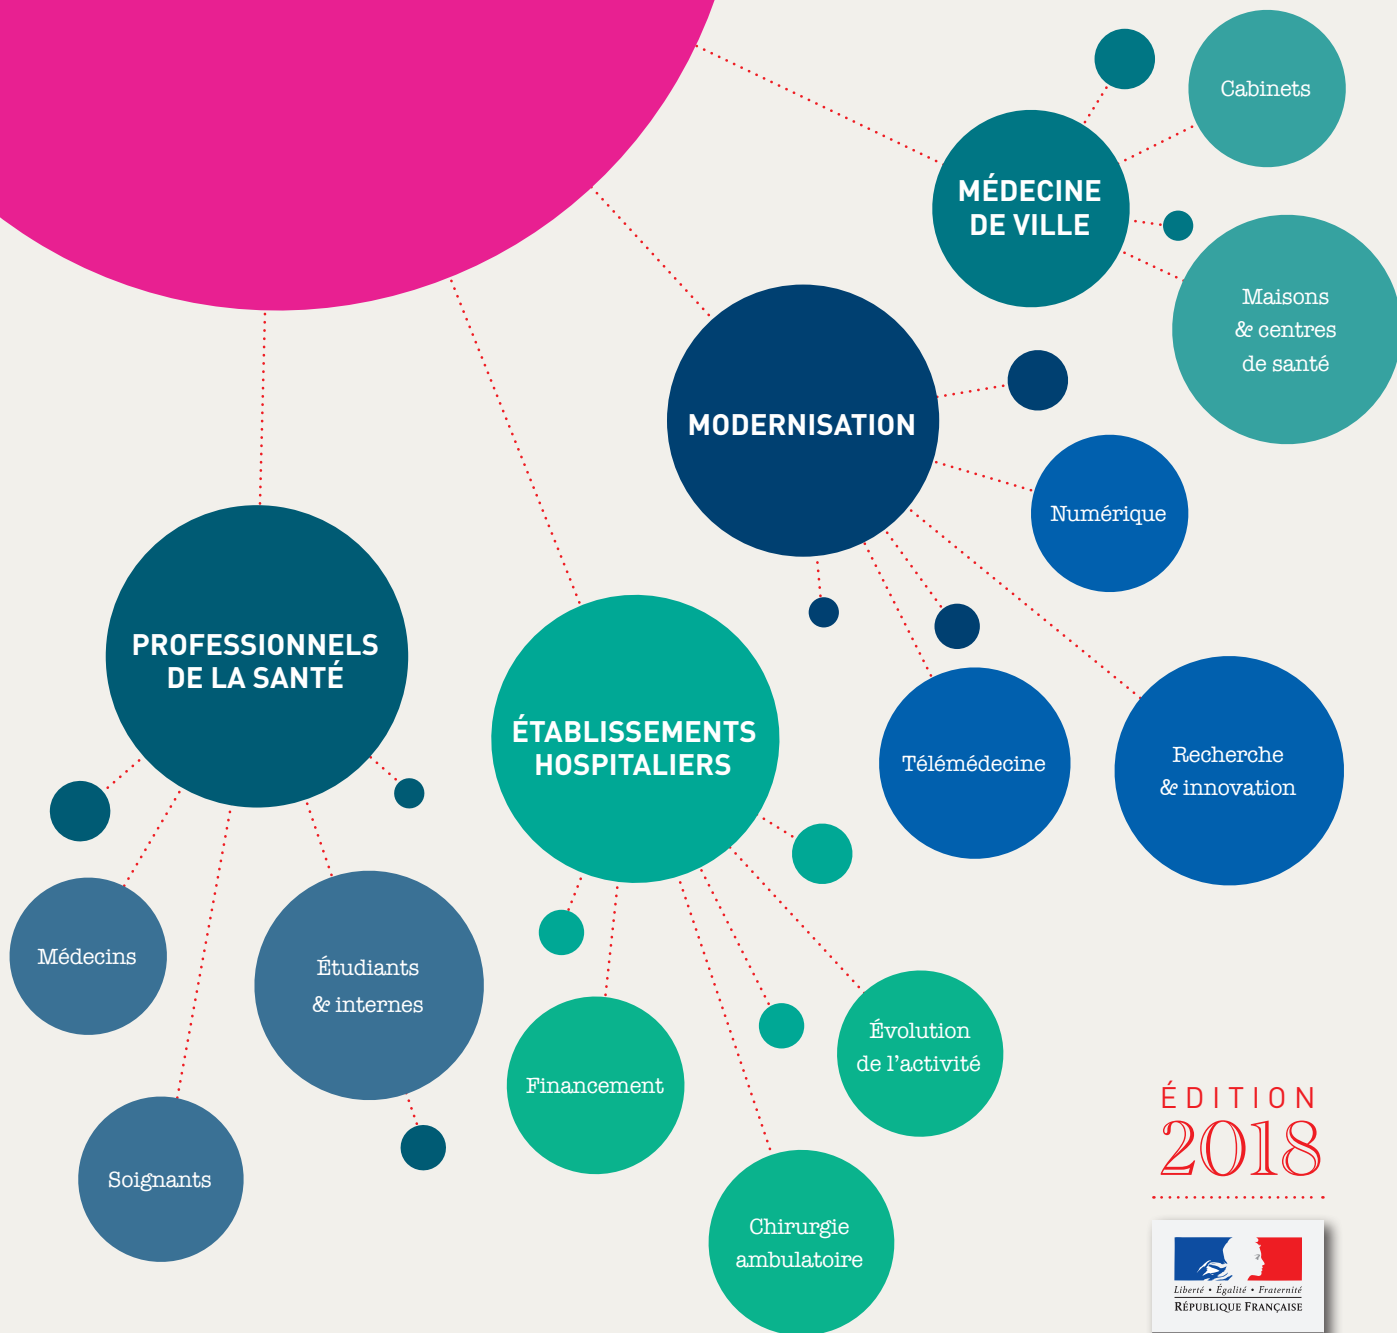 Cabinets
MÉDECINE
DE VILLE
Maisons
& centres
de santé
MODERNISATION
Numérique
PROFESSIONNELS
DE LA SANTÉ
ÉTABLISSEMENTS
HOSPITALIERS
Télémédecine
Recherche
& innovation
Médecins
Étudiants
& internes
Financement
Évolution
de l'activité
Soignants
Chirurgie
ambulatoire
ÉDITION
2018
Liberté • Égalité • Fraternité
RÉPUBLIQUE FRANÇAISE